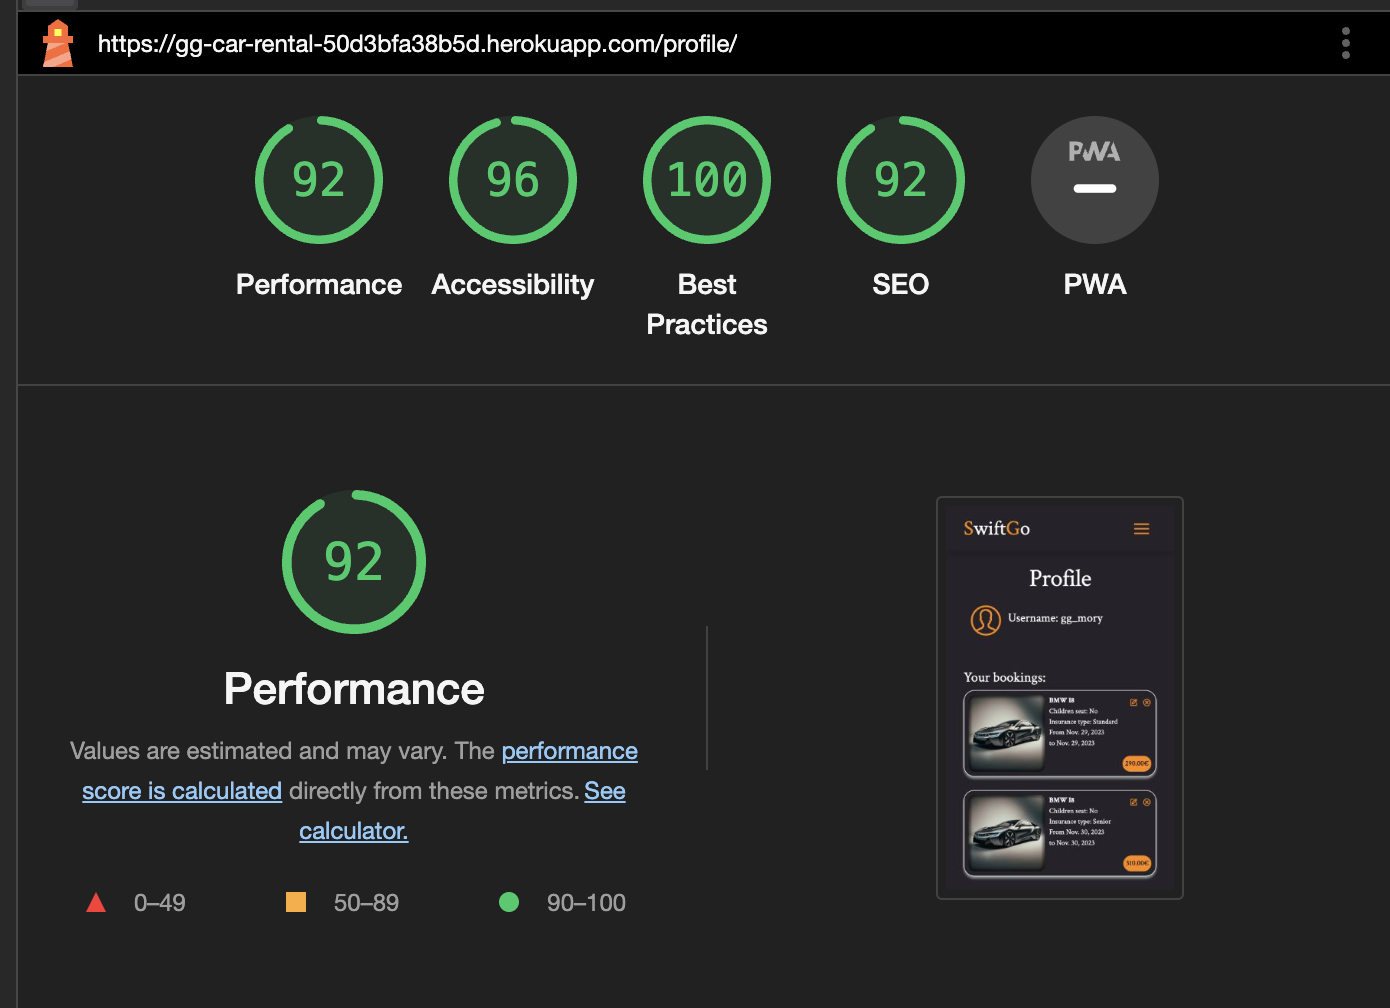 https://gg-car-rental-50d3bfa38b5d.herokuapp.com/profile/
92
96
100
92
PWA
Performance
Accessibility
Best
Practices
SEO
PWA
92
Performance
Values are estimated and may vary. The performance
score is calculated directly from these metrics. See
calculator.
0–49
50–89
90–100
SwiftGo
Profile
Username: gg_mory
Your bookings:
BMW I8
Children seat: No
Insurance type: Standard
From Nov. 29, 2023
to Nov. 29, 2023
290.00€
BMW I8
Children seat: No
Insurance type: Senior
From Nov. 30, 2023
to Nov. 30, 2023
310.00€